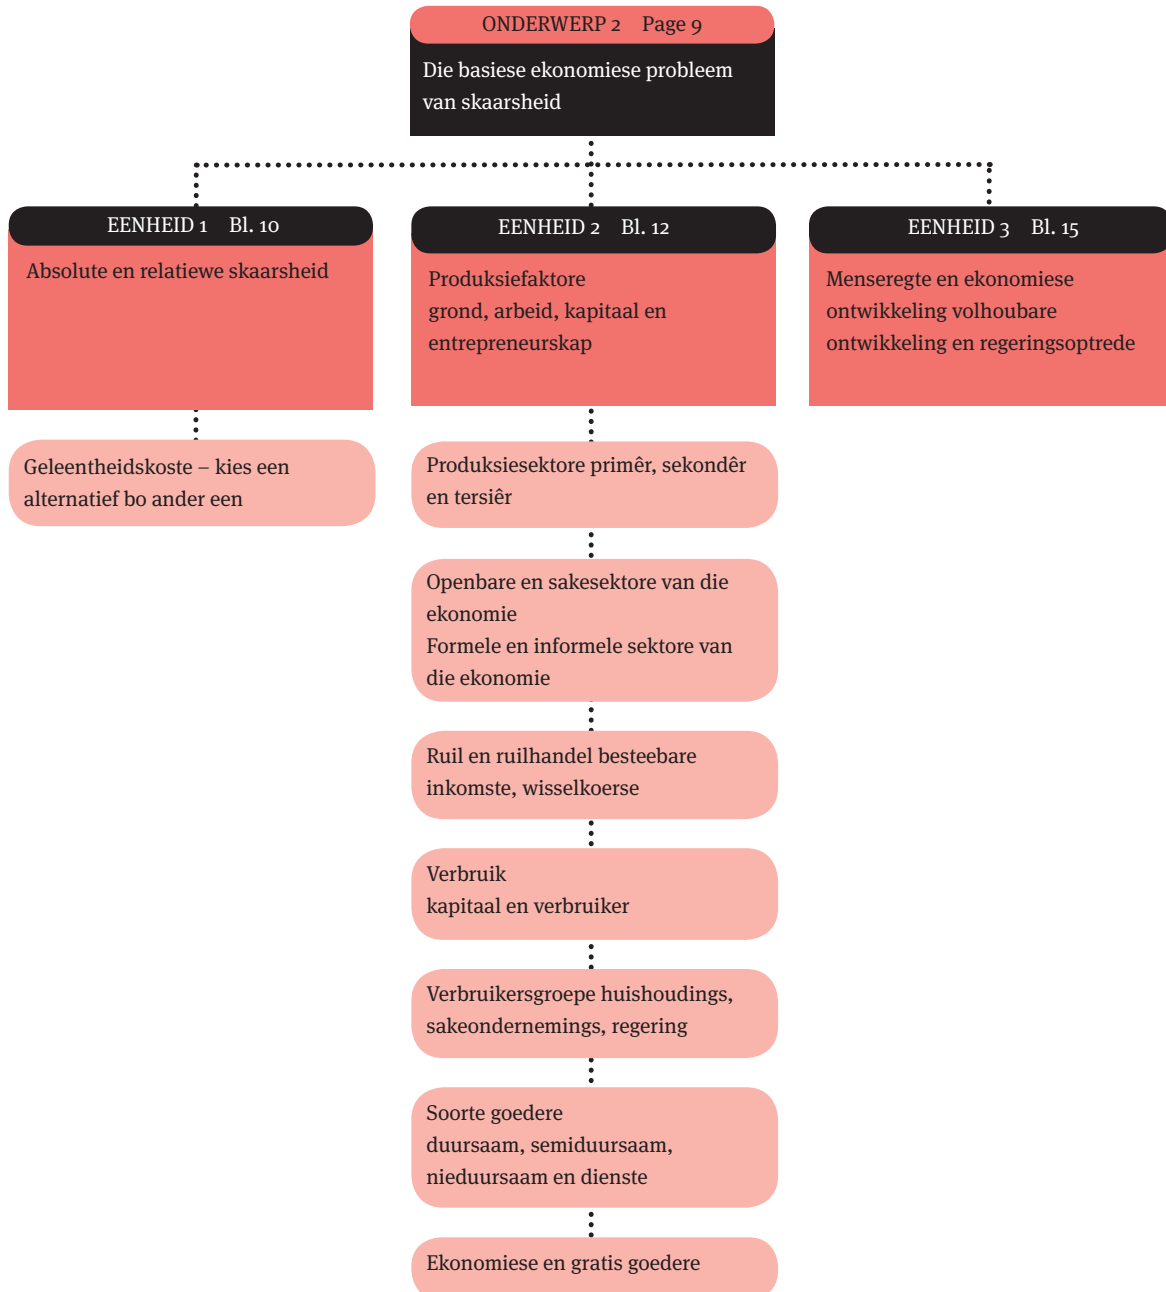 ONDERWERP 2 Page 9
Die basiese ekonomiese probleem
van skaarsheid
EENHEID 1 Bl. 10
Absolute en relatiewe skaarsheid
Geleentheidskoste – kies een
alternatief bo ander een
EENHEID 2 Bl. 12
Produksiefaktore
grond, arbeid, kapitaal en
entrepreneurskap
Produksiesektore primêr, sekondêr
en tersiêr
Openbare en sakesektore van die
ekonomie
Formele en informele sektore van
die ekonomie
Ruil en ruilhandel besteebare
inkomste, wisselkoerse
Verbruik
kapitaal en verbruiker
Verbruikersgroepe huishoudings,
sakeondernemings, regering
Soorte goedere
duursaam, semiduursaam,
nieduursaam en dienste
Ekonomiese en gratis goedere
EENHEID 3 Bl. 15
Menseregte en ekonomiese
ontwikkeling volhoubare
ontwikkeling en regeringsoptrede